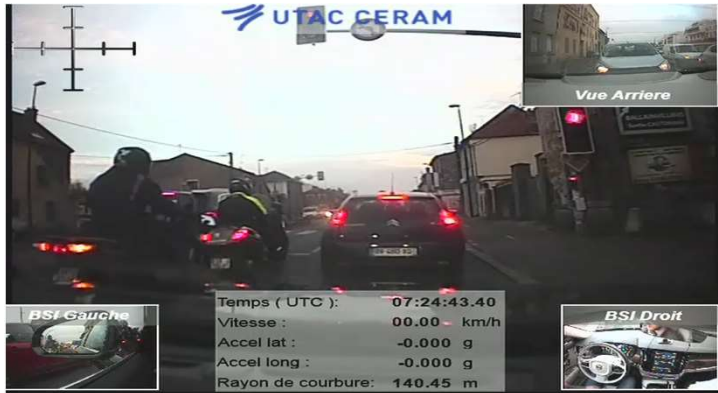 UTAC CERAM
Vue Arriere
BALLAINVILLIERS
BSI Gauche
BSI Droit
Temps ( UTC ): 07:24:43.40
Vitesse : 00.00 km/h
Accel lat : -0.000 g
Accel long : -0.000 g
Rayon de courbure: 140.45 m